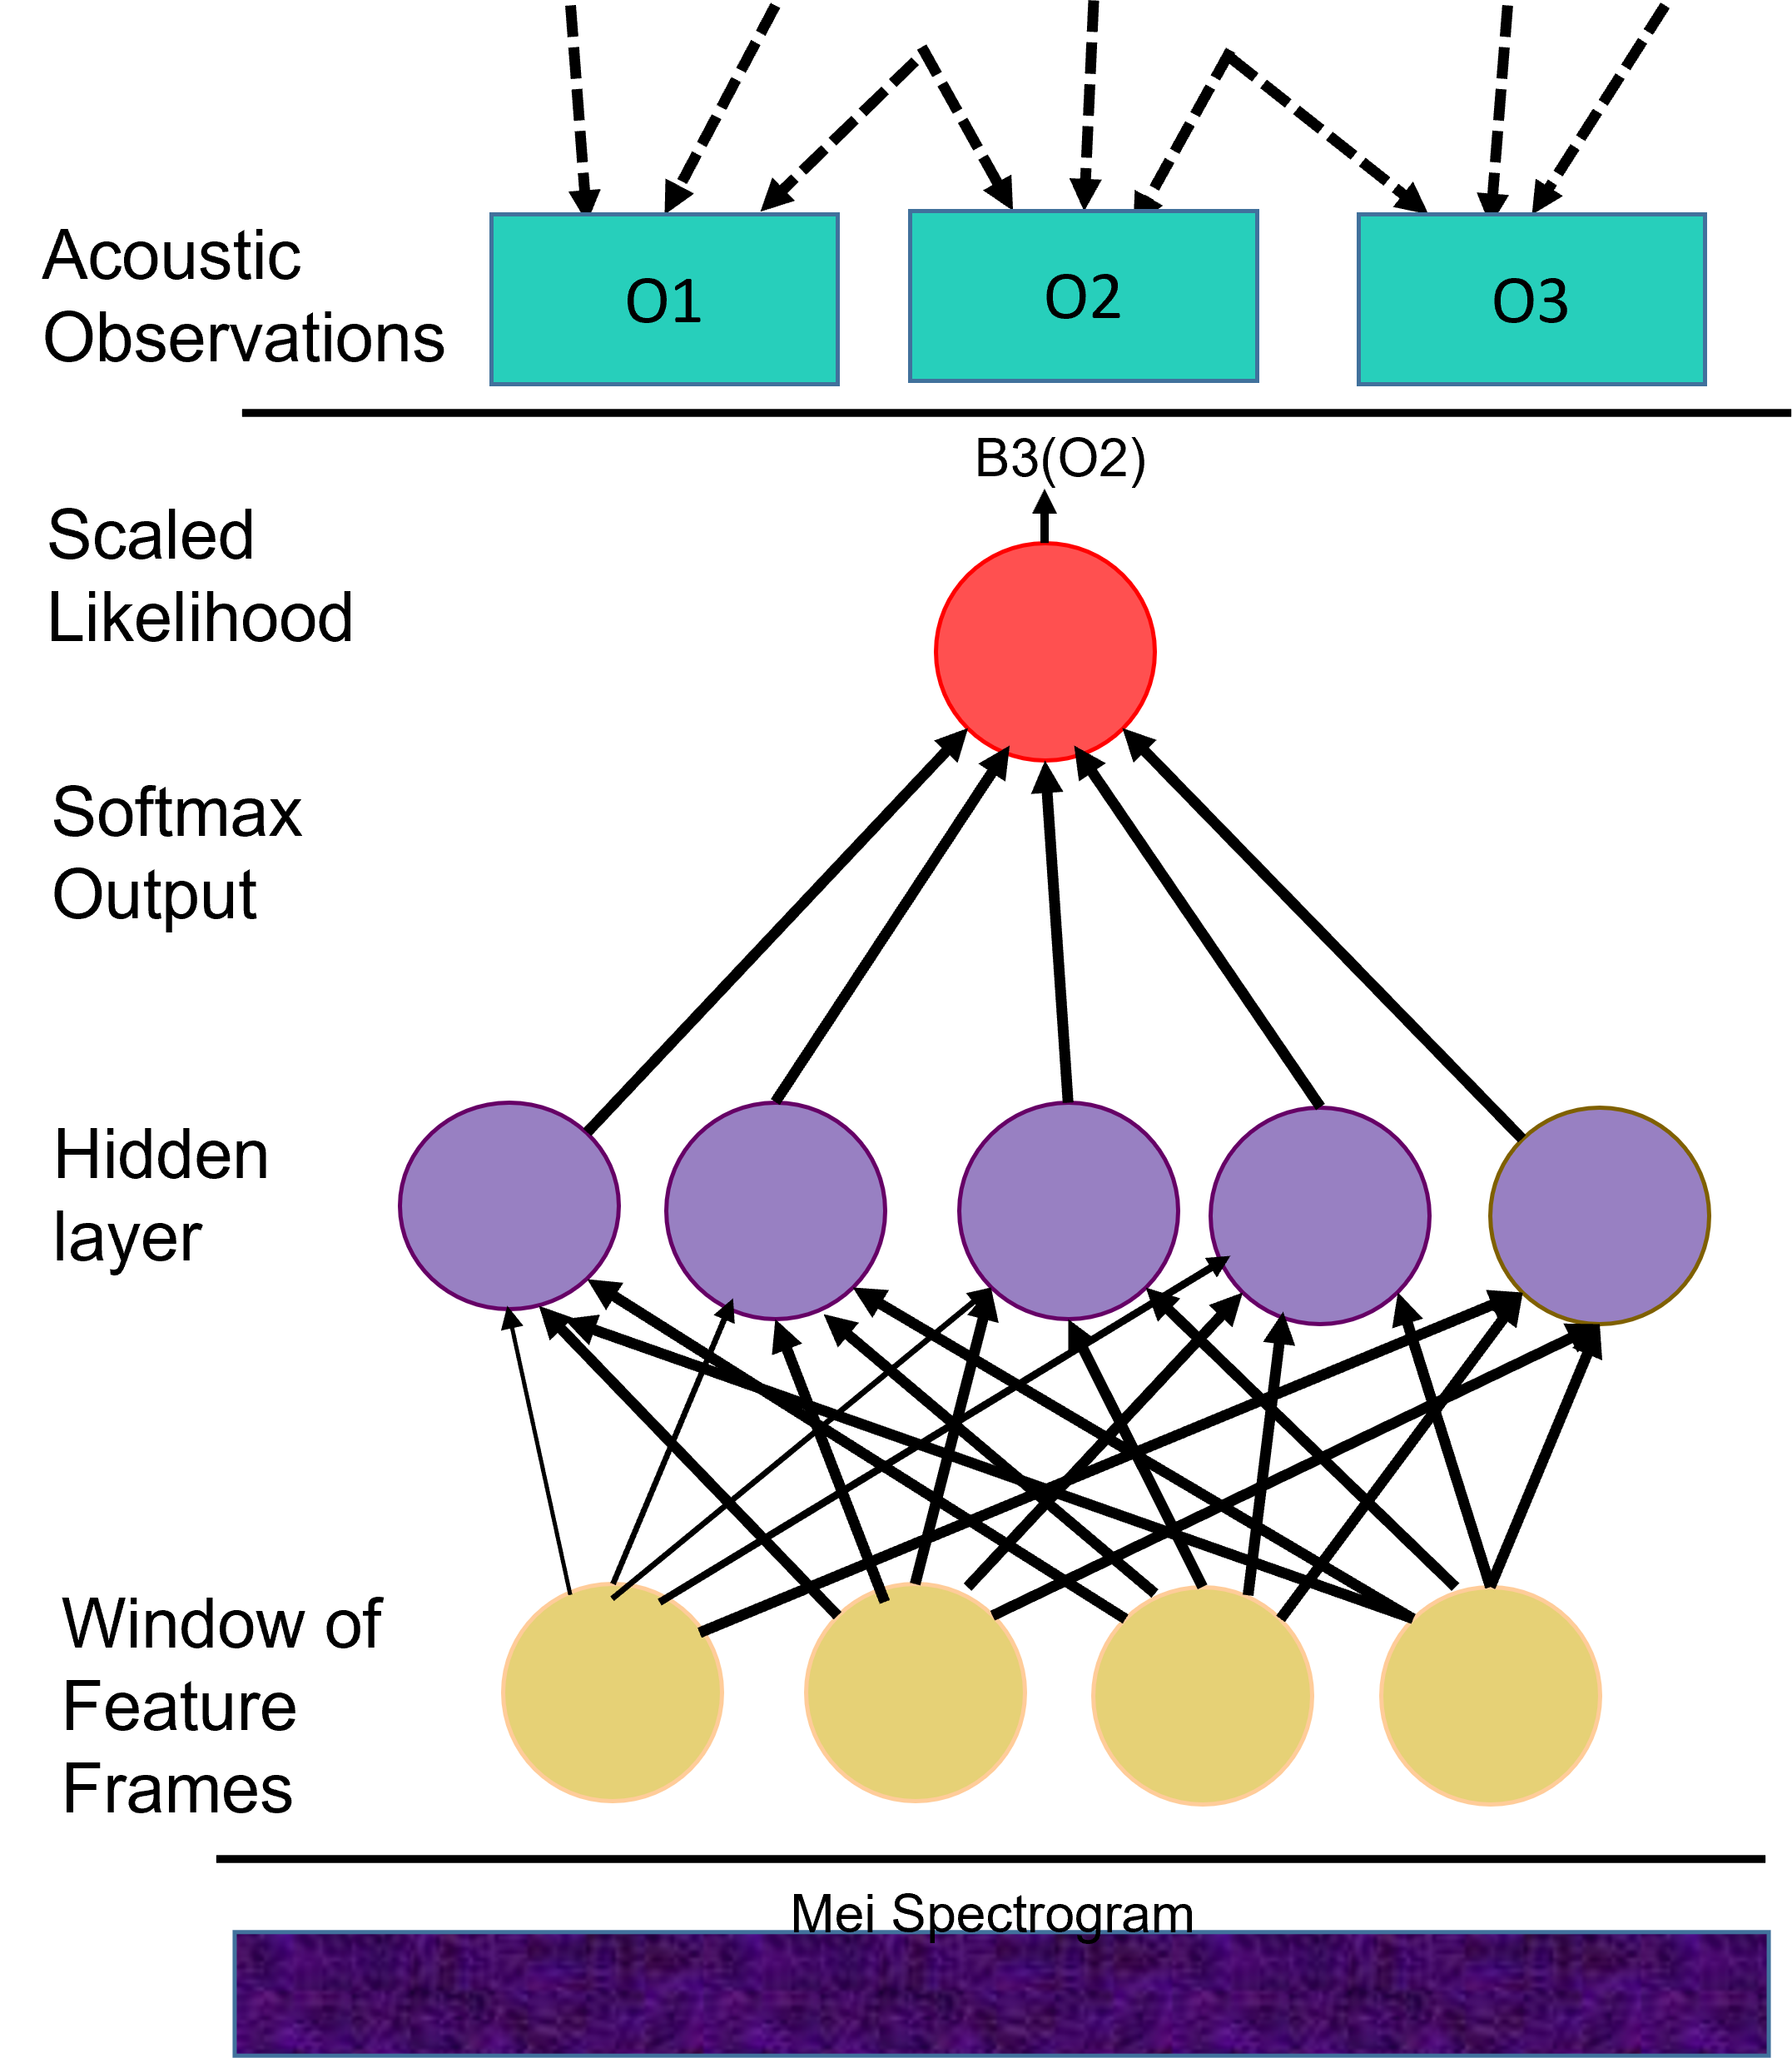 Acoustic
Observations
O1
O2
O3
B3(O2)
Scaled
Likelihood
Softmax
Output
Hidden
layer
Window of
Feature
Frames
Mei Spectrogram